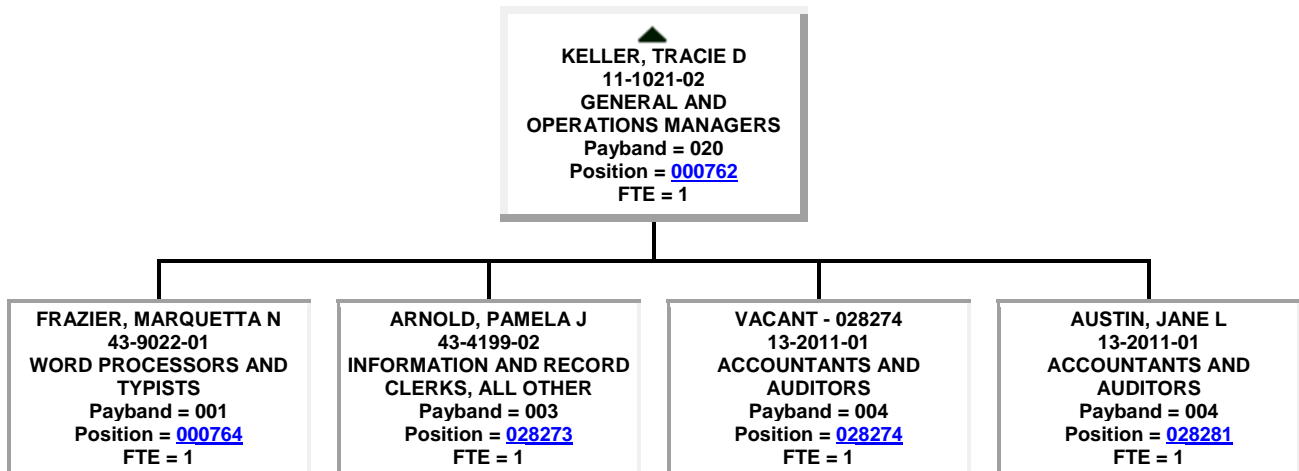 KELLER, TRACIE D
11-1021-02
GENERAL AND
OPERATIONS MANAGERS
Payband = 020
Position = 000762
FTE = 1
FRAZIER, MARQUETTA N
43-9022-01
WORD PROCESSORS AND
TYPISTS
Payband = 001
Position = 000764
FTE = 1
ARNOLD, PAMELA J
43-4199-02
INFORMATION AND RECORD
CLERKS, ALL OTHER
Payband = 003
Position = 028273
FTE = 1
VACANT - 028274
13-2011-01
ACCOUNTANTS AND
AUDITORS
Payband = 004
Position = 028274
FTE = 1
AUSTIN, JANE L
13-2011-01
ACCOUNTANTS AND
AUDITORS
Payband = 004
Position = 028281
FTE = 1